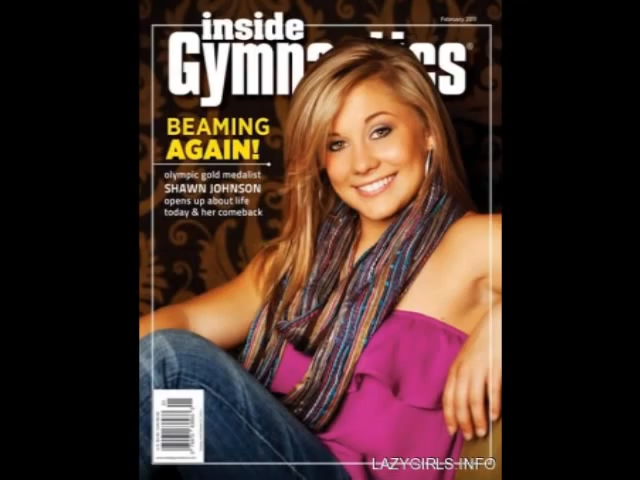 February 2011
inside
Gymnastics
BEAMING
AGAIN!
olympic gold medalist
SHAWN JOHNSON
opens up about life
today & her comeback
LAZYGIRLS.INFO